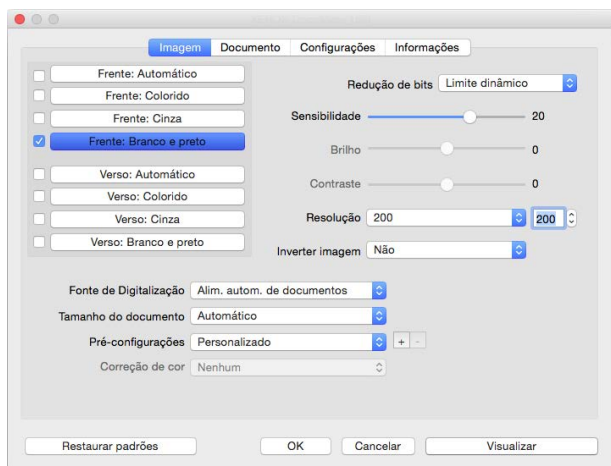 Imagem Documento Configurações Informações
Frente: Automático
Frente: Colorido
Frente: Cinza
Frente: Branco e preto
Verso: Automático
Verso: Colorido
Verso: Cinza
Verso: Branco e preto
Redução de bits Limite dinâmico
Sensibilidade 20
Brilho 0
Contraste 0
Resolução 200 200
Inverter imagem Não
Fonte de Digitalização Alim. autom. de documentos
Tamanho do documento Automático
Pré-configurações Personalizado + -
Correção de cor Nenhum
Restaurar padrões OK Cancelar Visualizar